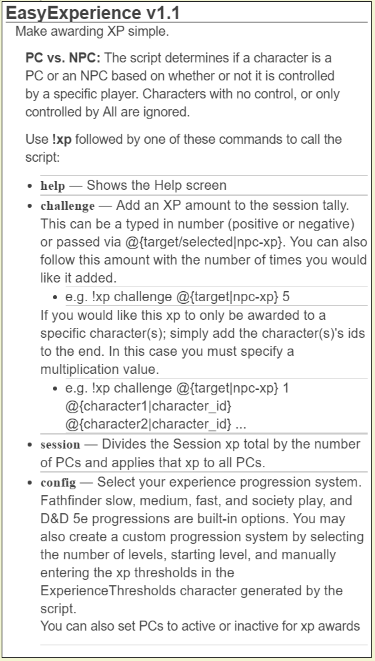 EasyExperience v1.1
Make awarding XP simple.
PC vs. NPC: The script determines if a character is a
PC or an NPC based on whether or not it is controlled
by a specific player. Characters with no control, or only
controlled by All are ignored.
Use !xp followed by one of these commands to call the
script:
• help — Shows the Help screen
• challenge — Add an XP amount to the session tally.
This can be a typed in number (positive or negative)
or passed via @{target/selected|npc-xp}. You can also
follow this amount with the number of times you would
like it added.
• e.g. !xp challenge @{target|npc-xp} 5
If you would like this xp to only be awarded to a
specific character(s); simply add the character(s)'s ids
to the end. In this case you must specify a
multiplication value.
• e.g. !xp challenge @{target|npc-xp} 1
@{character1|character_id}
@{character2|character_id} ...
• session — Divides the Session xp total by the number
of PCs and applies that xp to all PCs.
• config — Select your experience progression system.
Fathfinder slow, medium, fast, and society play, and
D&D 5e progressions are built-in options. You may
also create a custom progression system by selecting
the number of levels, starting level, and manually
entering the xp thresholds in the
ExperienceThresholds character generated by the
script.
You can also set PCs to active or inactive for xp awards